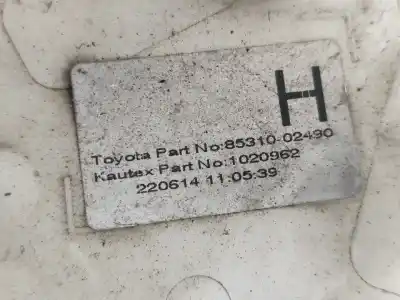 H
Toyota Part No:85310-02490
Kautex Part No:1020962
220614 11:05:39